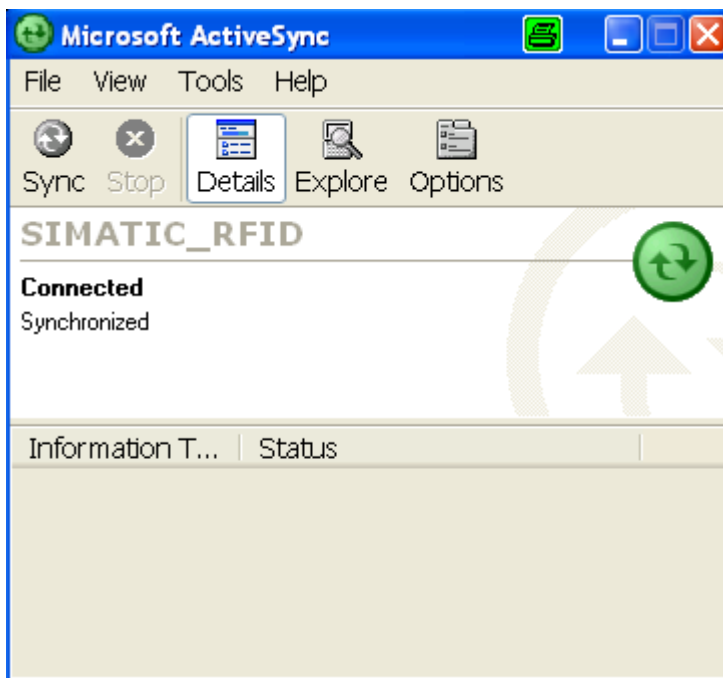 Microsoft ActiveSync
File View Tools Help
Sync Stop Details Explore Options
SIMATIC_RFID
Connected
Synchronized
Information T... Status